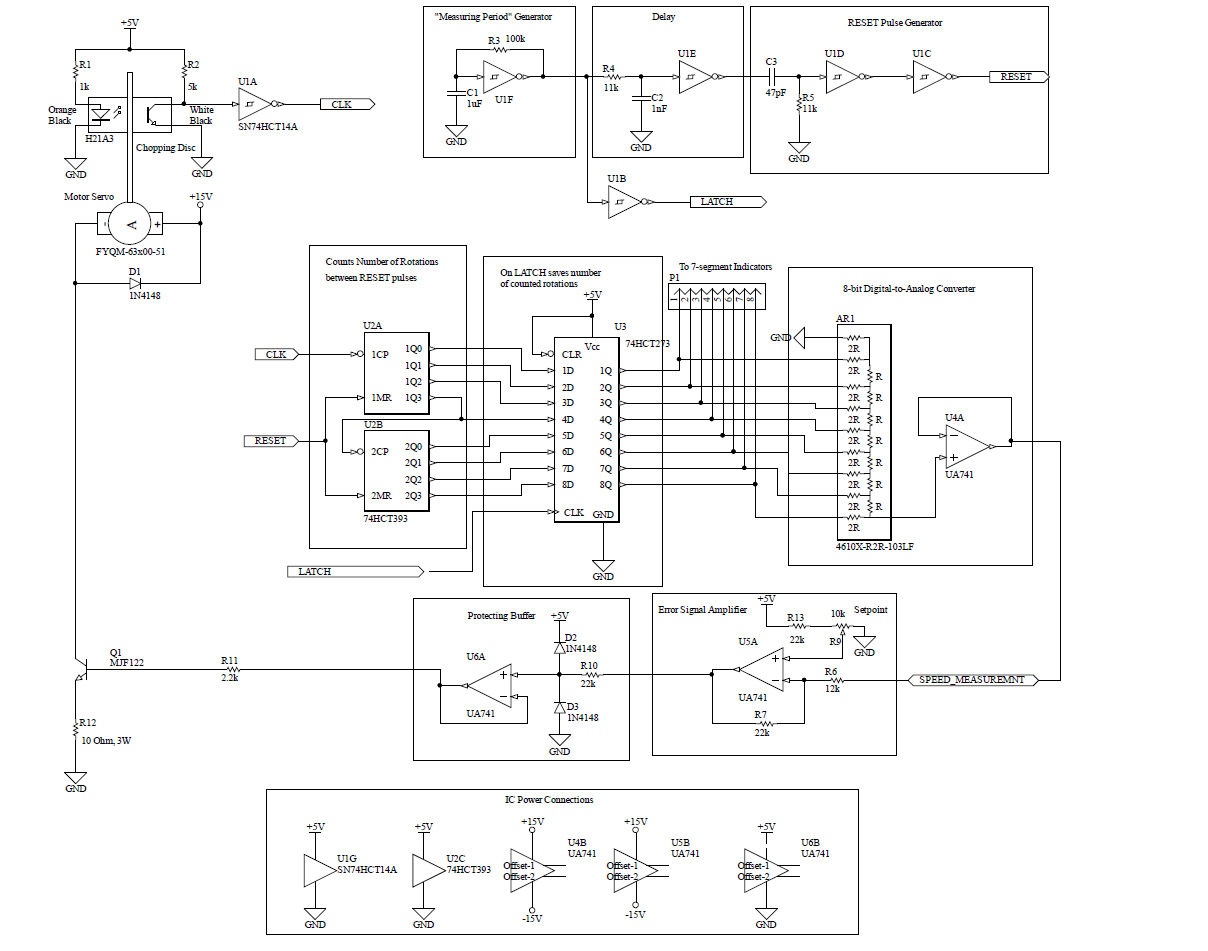 +5V
R1
1k
R2
5k
Orange
Black
White
Black
H21A3
Chopping Disc
GND
GND
U1A
SN74HCT14A
CLK
Motor Servo
+15V
-
A
+
FYQM-63x00-51
D1
1N4148
"Measuring Period" Generator
R3 100k
U1F
C1
1uF
GND
Delay
R4
11k
U1E
C2
1nF
GND
RESET Pulse Generator
C3
47pF
R5
11k
GND
U1D
U1C
RESET
U1B
LATCH
Counts Number of Rotations
between RESET pulses
U2A
CLK
1CP
1MR
1Q0
1Q1
1Q2
1Q3
RESET
U2B
2CP
2MR
2Q0
2Q1
2Q2
2Q3
74HCT393
LATCH
On LATCH saves number
of counted rotations
+5V
U3
74HCT273
Vcc
CLR
1D
2D
3D
4D
5D
6D
7D
8D
CLK
GND
1Q
2Q
3Q
4Q
5Q
6Q
7Q
8Q
GND
To 7-segment Indicators
P1
1 2 3 4 5 6 7 8
8-bit Digital-to-Analog Converter
AR1
GND
2R
2R
R
2R
R
2R
R
2R
R
2R
R
2R
R
2R
R
2R
4610X-R2R-103LF
U4A
-
+
UA741
Error Signal Amplifier
+5V
R13
22k
10k
Setpoint
R9
GND
U5A
+
-
UA741
R6
12k
R7
22k
SPEED_MEASUREMNT
Protecting Buffer
+5V
D2
1N4148
R10
22k
D3
1N4148
GND
U6A
+
-
UA741
R11
2.2k
Q1
MJF122
R12
10 Ohm, 3W
GND
IC Power Connections
+5V
U1G
SN74HCT14A
GND
+5V
U2C
74HCT393
GND
+15V
U4B
UA741
Offset-1
Offset-2
-15V
+15V
U5B
UA741
Offset-1
Offset-2
-15V
+5V
U6B
UA741
Offset-1
Offset-2
GND